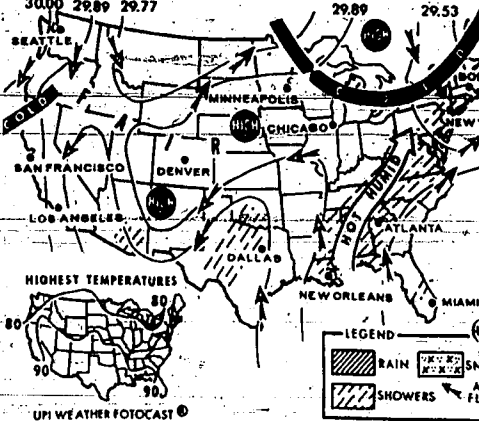 30.00 29.89 29.77
29.89
29.53
SEATTLE
COLD
FAIR
MINNEAPOLIS
HIGH
CHICAGO
NEW
SAN FRANCISCO
DENVER
HOT HUMID
LOS ANGELES
ATLANTA
DALLAS
NEW ORLEANS
MIAMI
HIGHEST TEMPERATURES
80
80
90
90
LEGEND
RAIN
SHOWERS
UPI WEATHER FOTOCAST